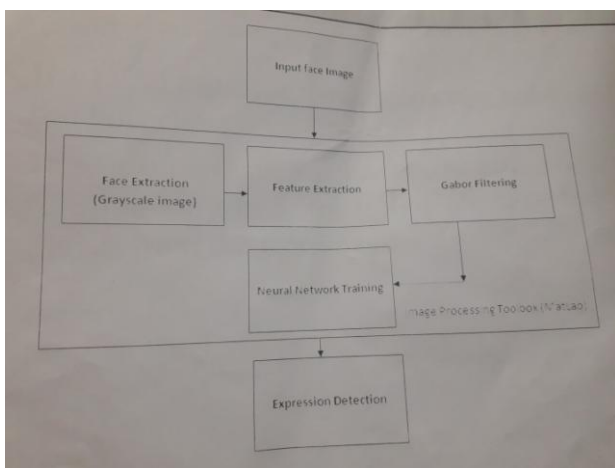 Input face Image
Face Extraction
(Grayscale image)
Feature Extraction
Gabor Filtering
Neural Network Training
Image Processing Toolbox (MatLab)
Expression Detection